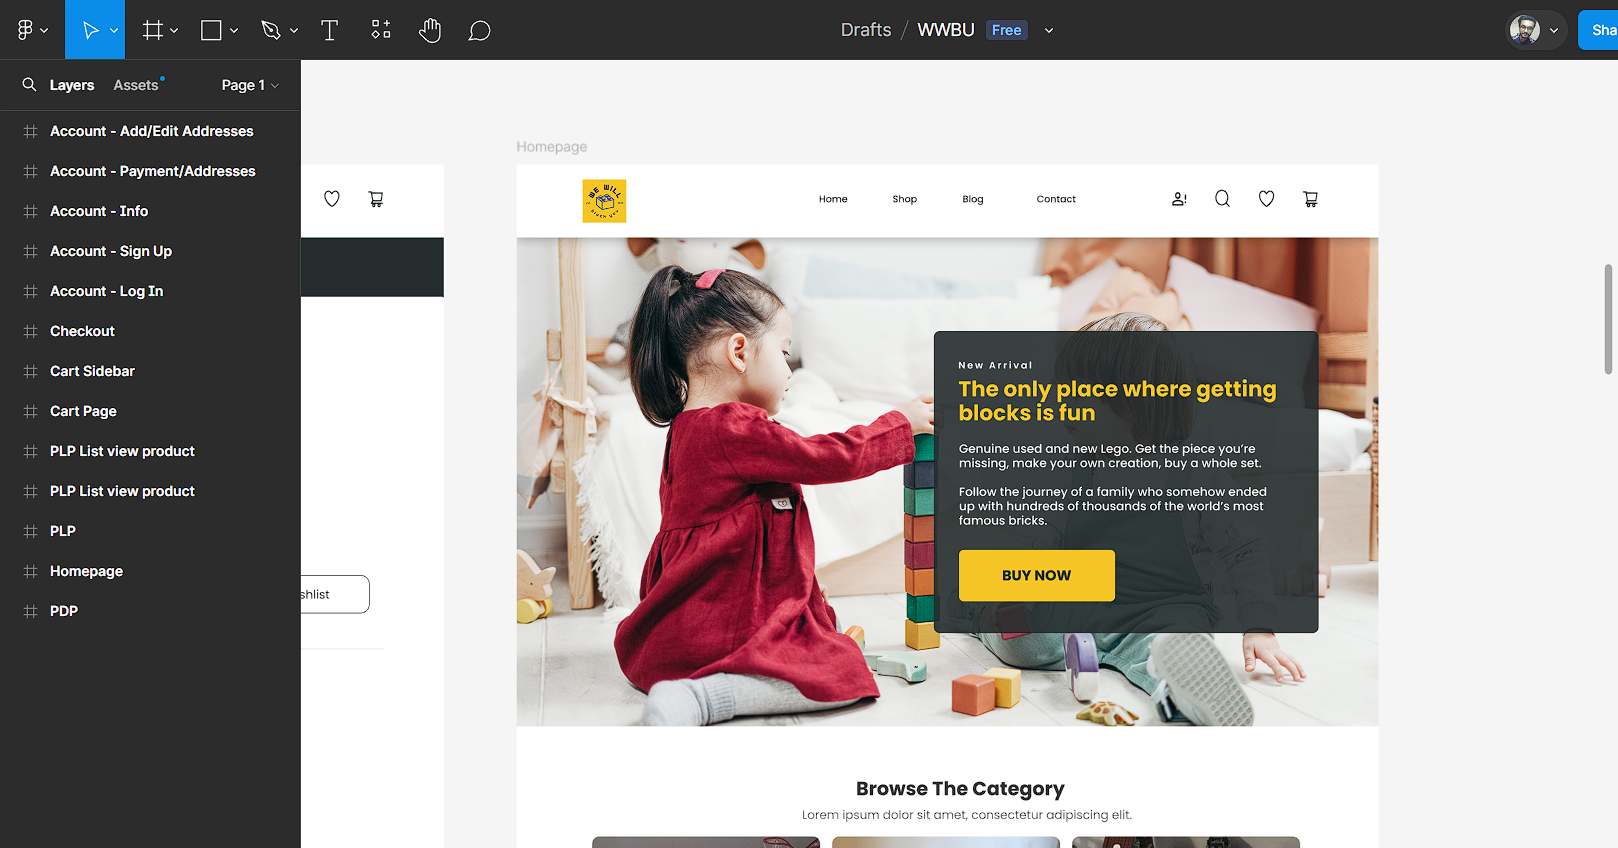 Drafts / WWBU Free
Sha
Layers
Assets
Page 1
Account - Add/Edit Addresses
Account - Payment/Addresses
Account - Info
Account - Sign Up
Account - Log In
Checkout
Cart Sidebar
Cart Page
PLP List view product
PLP List view product
PLP
Homepage
PDP
shlist
Homepage
WE WILL
Home
Shop
Blog
Contact
New Arrival
The only place where getting
blocks is fun
Genuine used and new Lego. Get the piece you’re
missing, make your own creation, buy a whole set.
Follow the journey of a family who somehow ended
up with hundreds of thousands of the world’s most
famous bricks.
BUY NOW
Browse The Category
Lorem ipsum dolor sit amet, consectetur adipiscing elit.